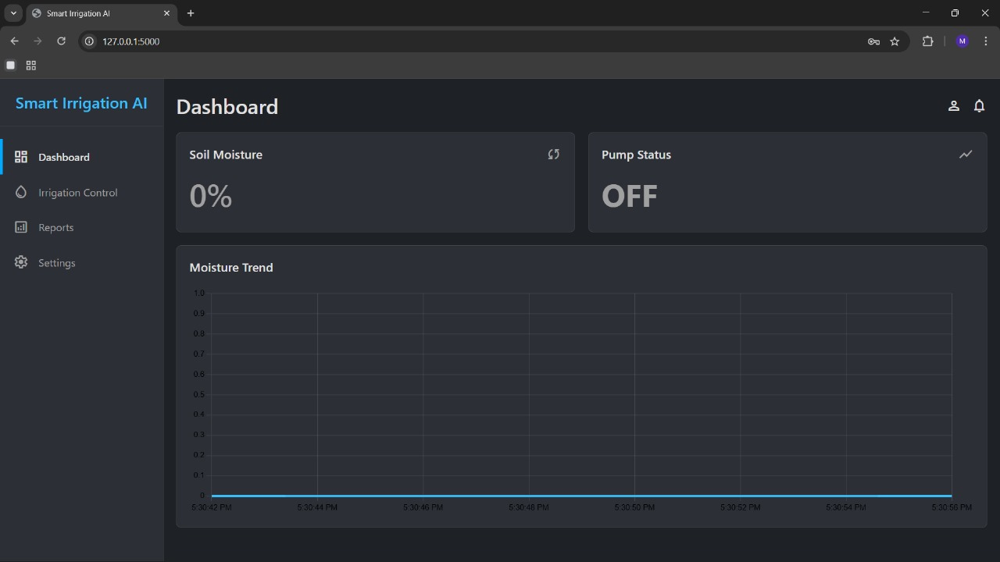 Smart Irrigation AI
127.0.0.1:5000
M
Smart Irrigation AI
Dashboard
Irrigation Control
Reports
Settings
Dashboard
Soil Moisture
0%
Pump Status
OFF
Moisture Trend
1.0
0.9
0.8
0.7
0.6
0.5
0.4
0.3
0.2
0.1
0
5:30:42 PM 5:30:44 PM 5:30:46 PM 5:30:48 PM 5:30:50 PM 5:30:52 PM 5:30:54 PM 5:30:56 PM